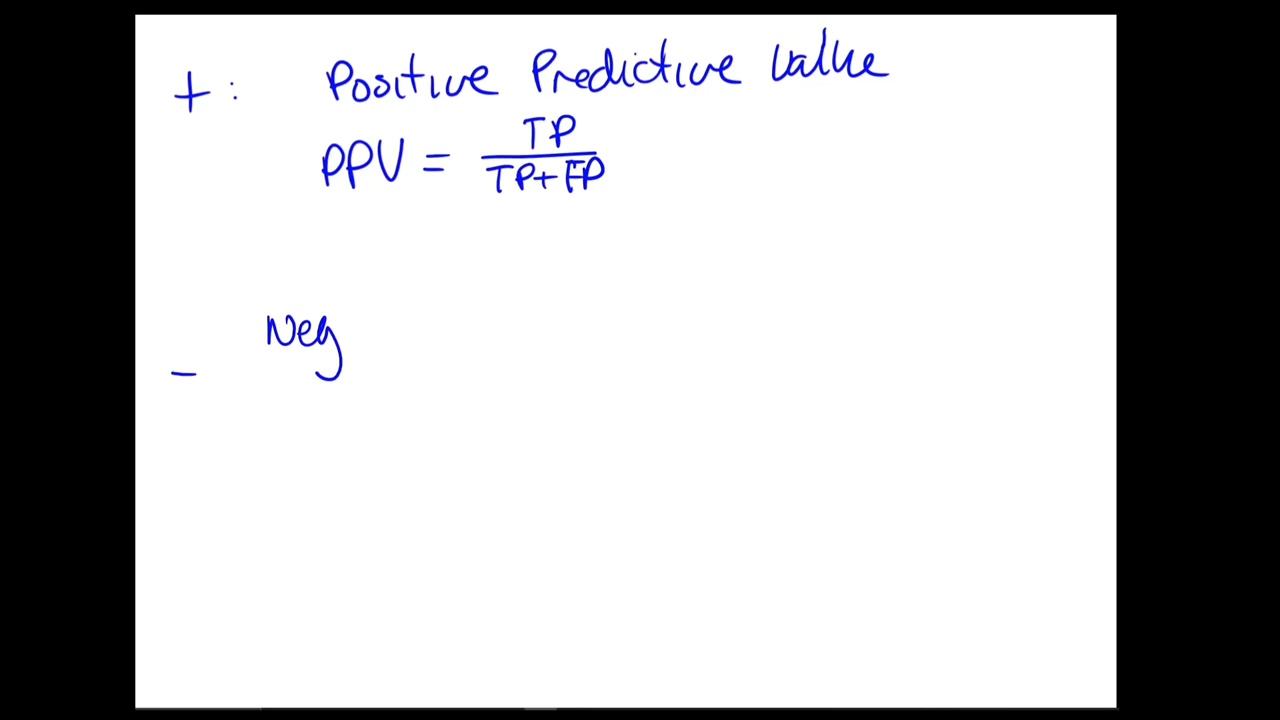 +: Positive Predictive Value
PPV = TP / TP+FP
Neg
–